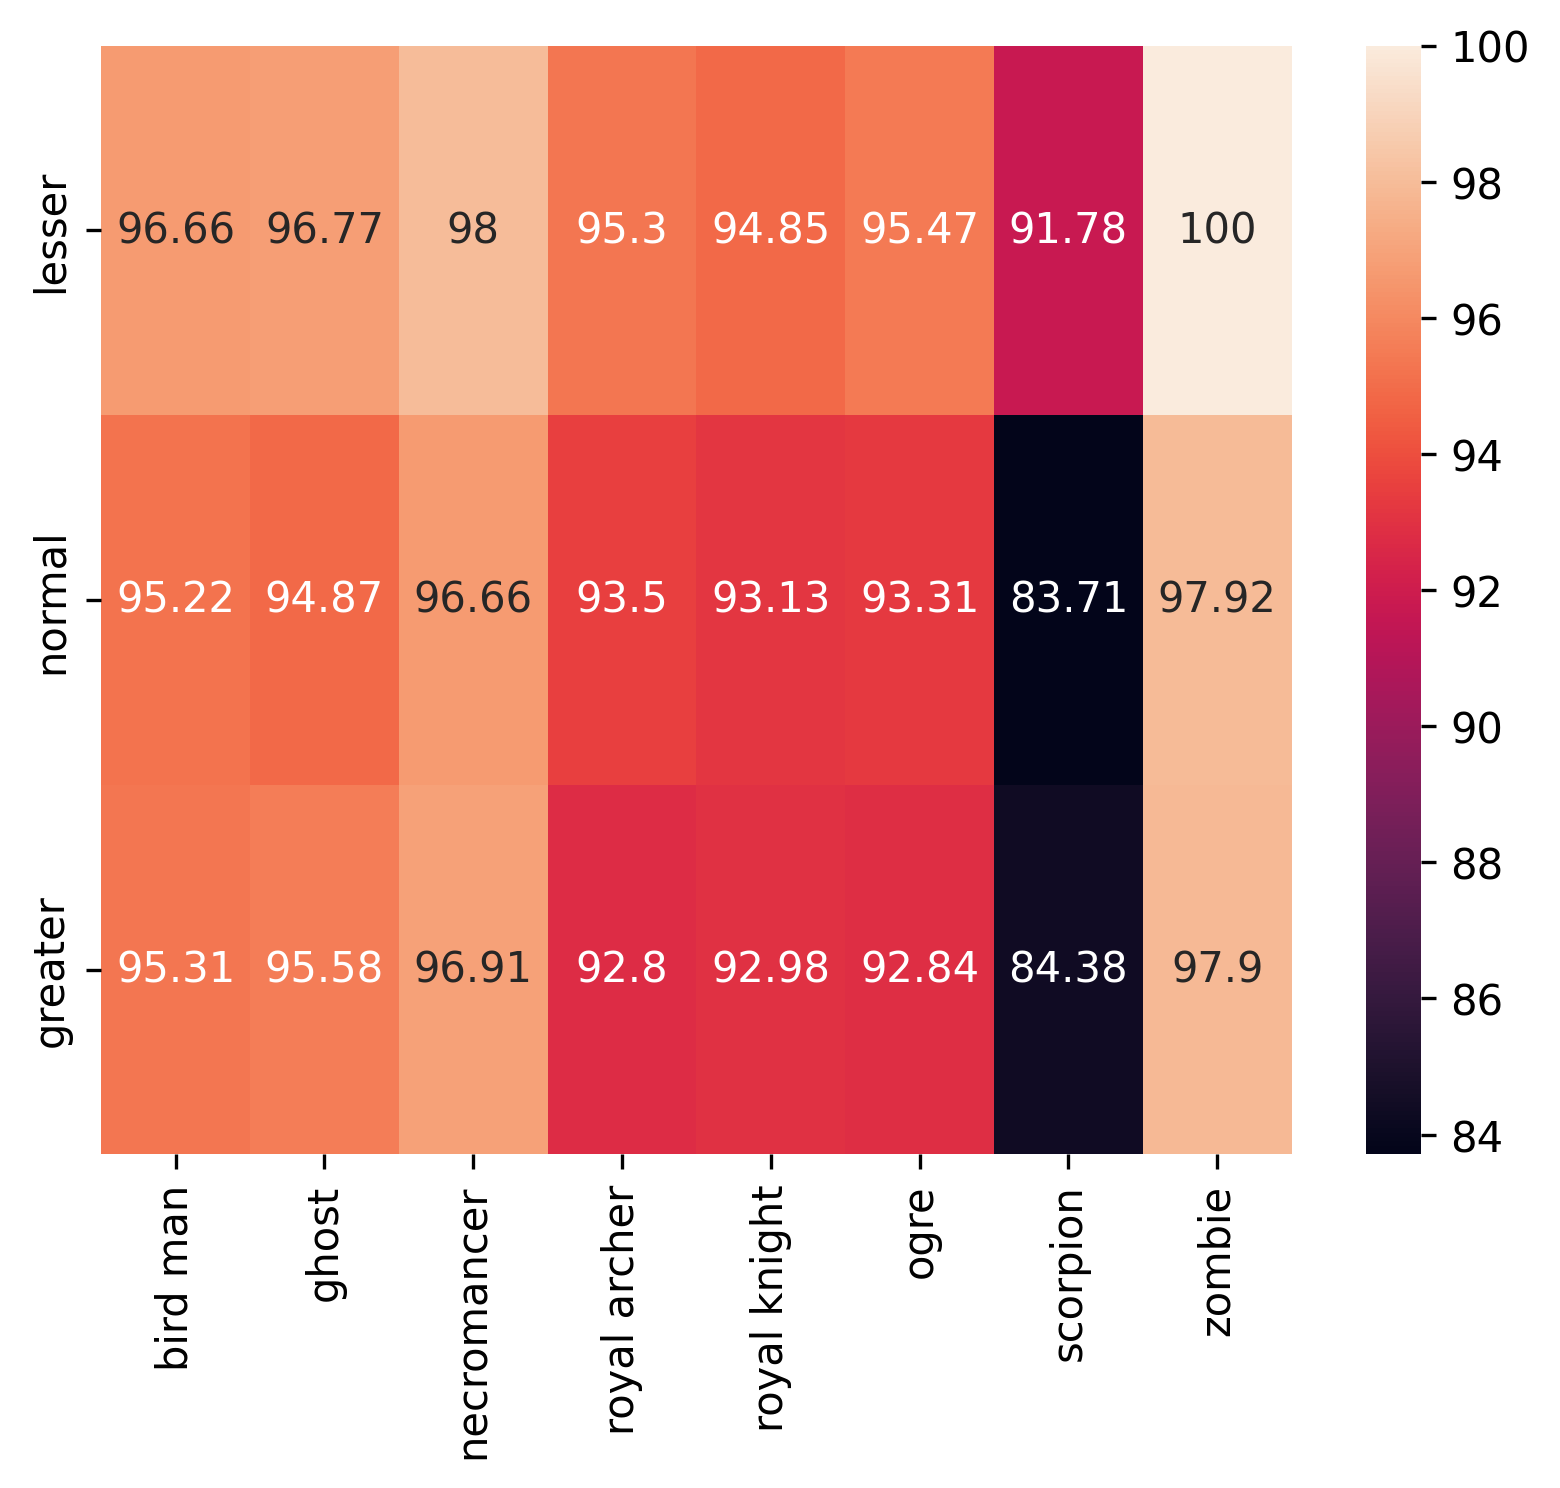 lesser 96.66 96.77 98 95.3 94.85 95.47 91.78 100
normal 95.22 94.87 96.66 93.5 93.13 93.31 83.71 97.92
greater 95.31 95.58 96.91 92.8 92.98 92.84 84.38 97.9
bird man
ghost
necromancer
royal archer
royal knight
ogre
scorpion
zombie
100
98
96
94
92
90
88
86
84